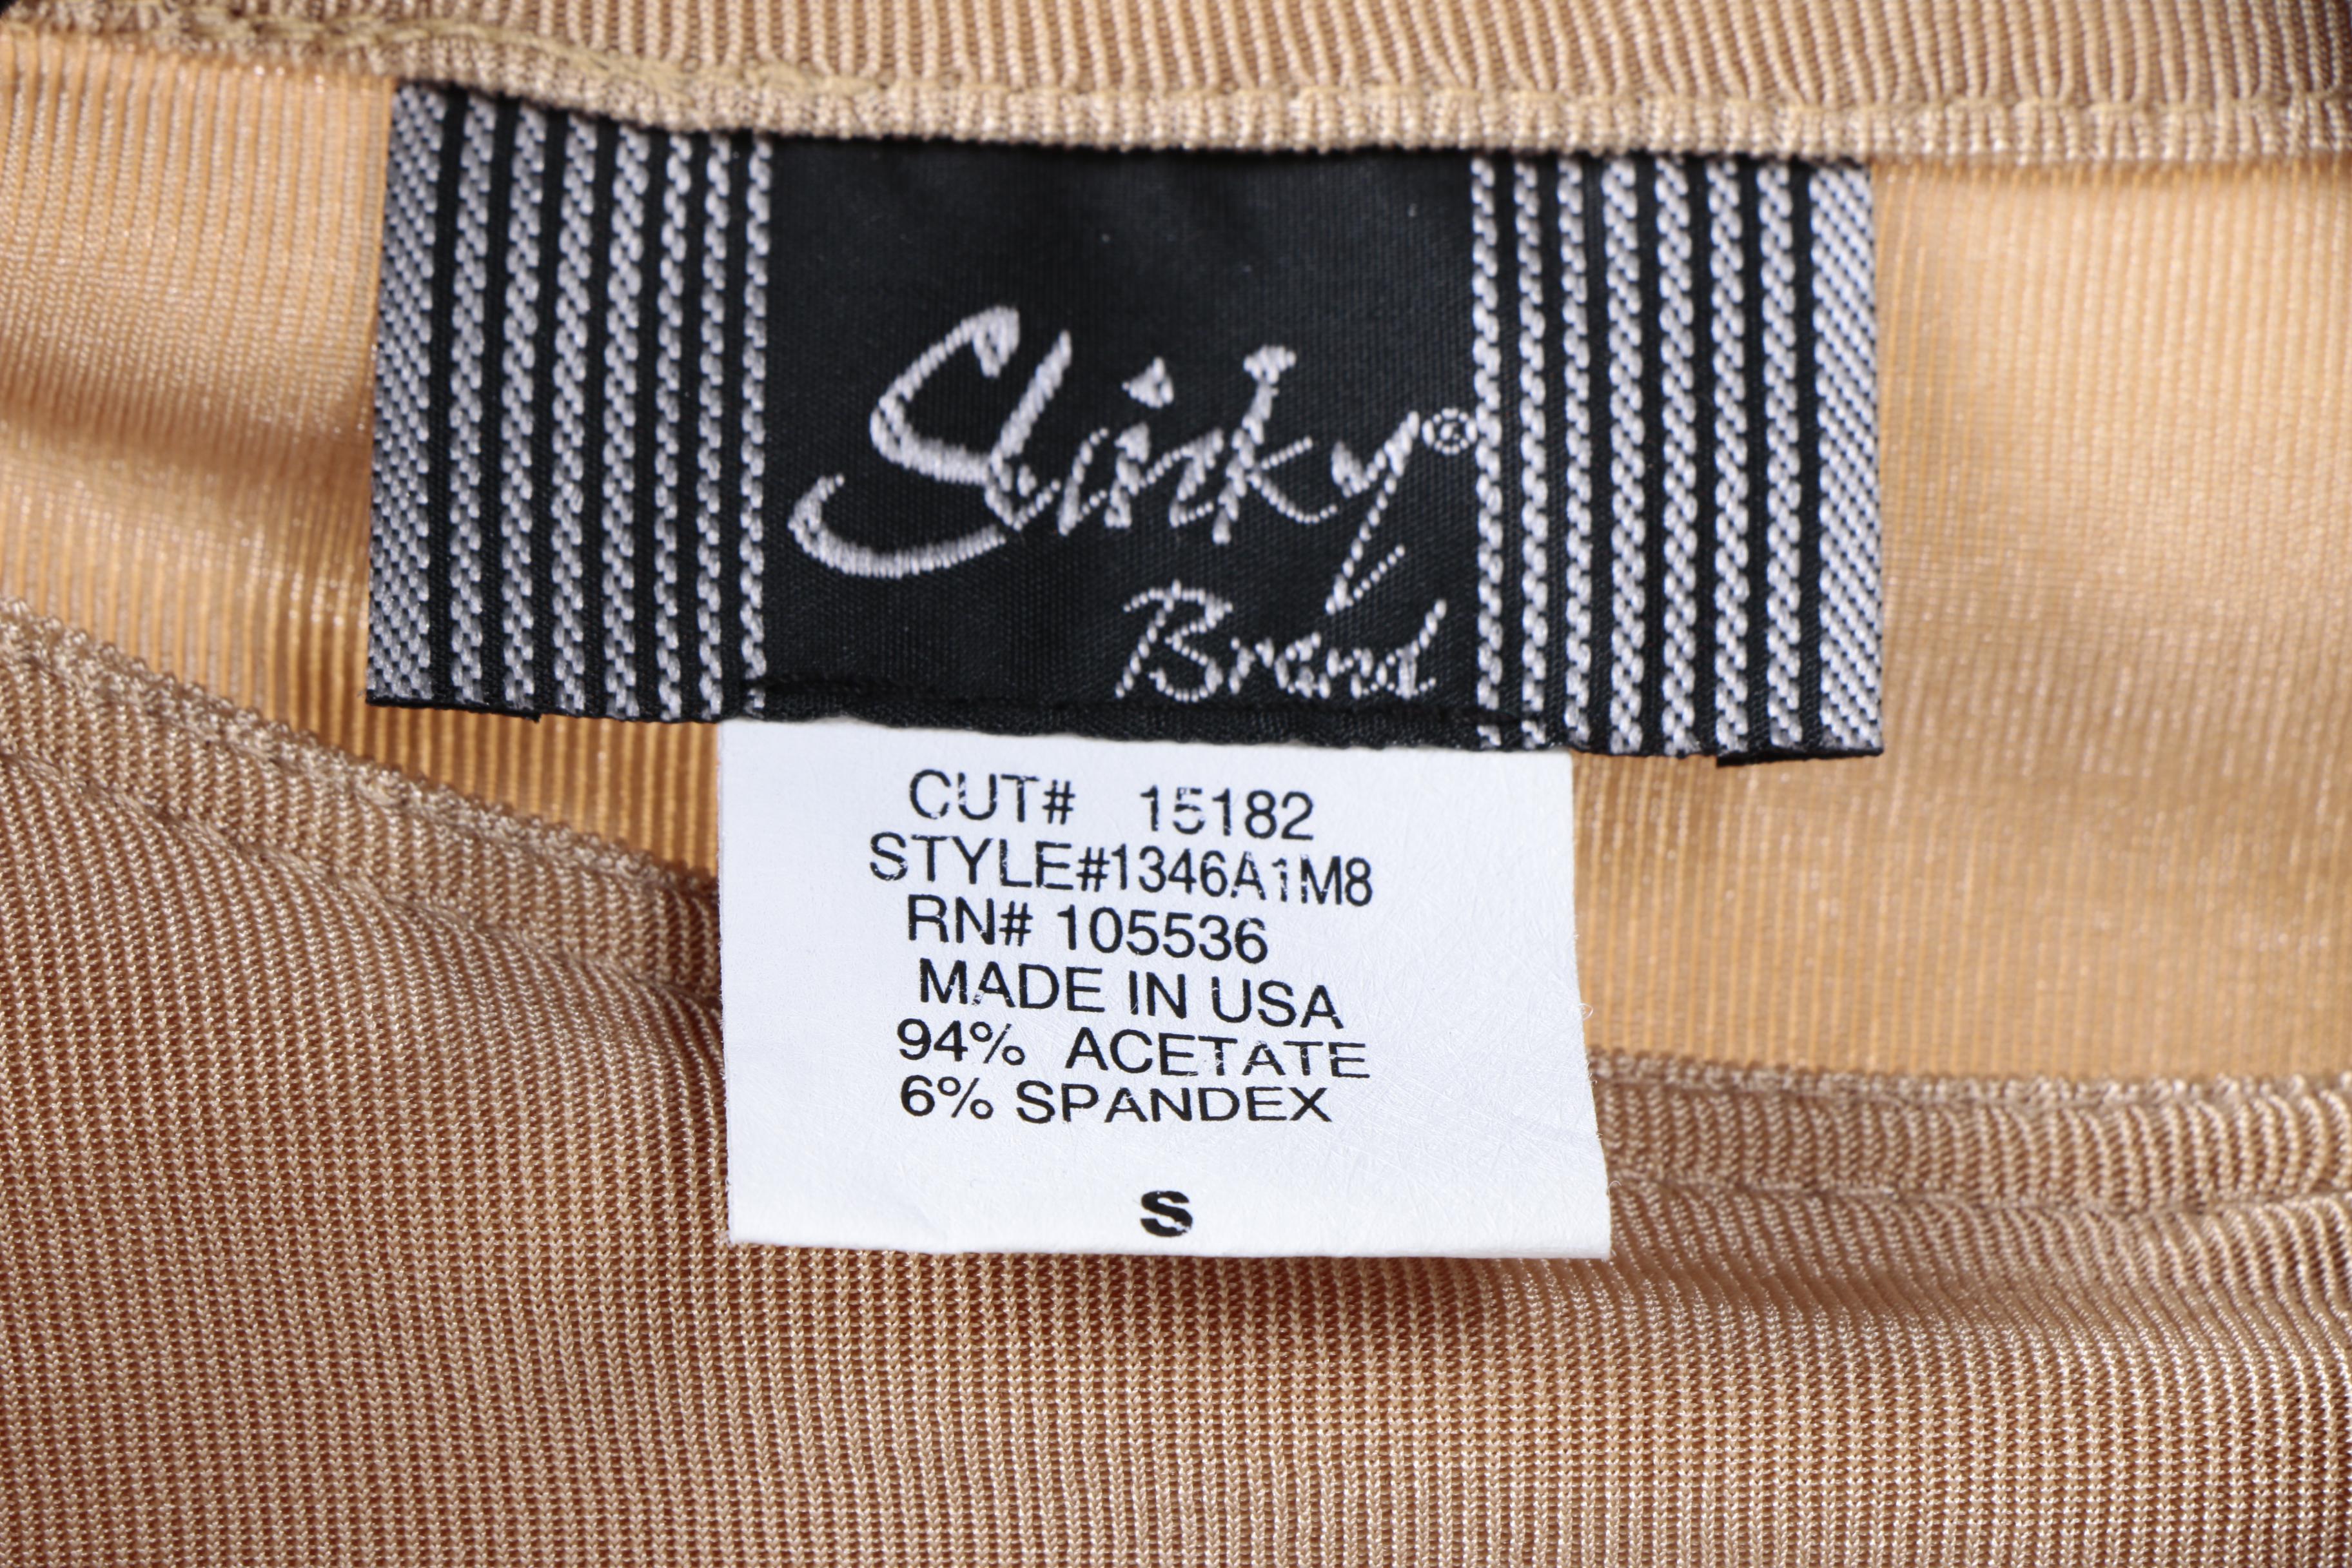 Slinky®
Brand
CUT# 15182
STYLE#1346A1M8
RN# 105536
MADE IN USA
94% ACETATE
6% SPANDEX
S